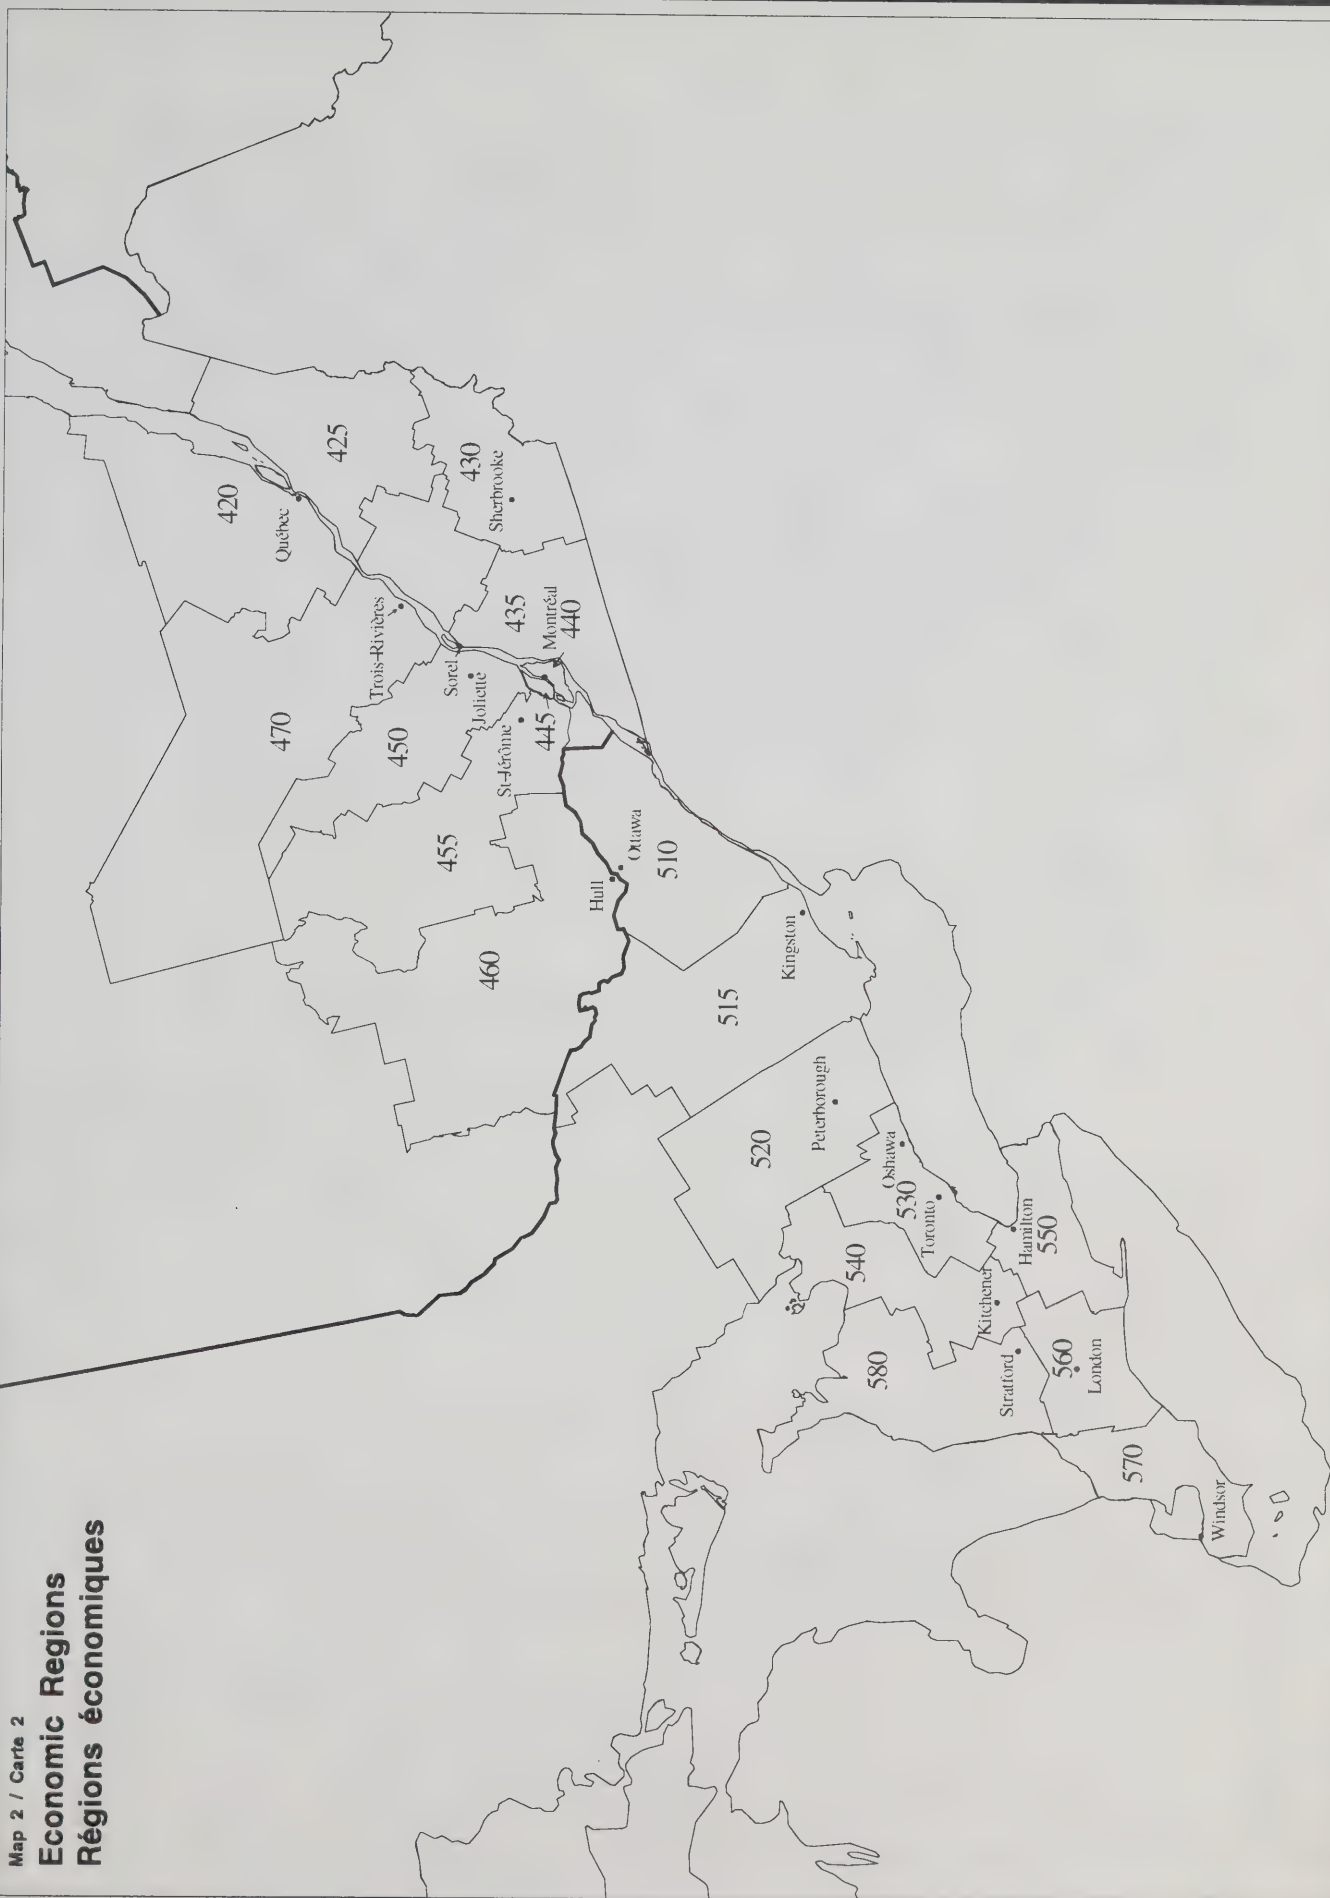 Map 2 / Carte 2
Economic Regions
Régions économiques
420
Québec
425
430
Sherbrooke
Trois-Rivières
470
Sorel
Joliette
435
Montréal
440
450
St-Jérôme
445
455
Hull
Ottawa
510
460
Kingston
515
Peterborough
520
Oshawa
530
Toronto
540
Hamilton
550
Kitchener
580
Stratford
560
London
570
Windsor